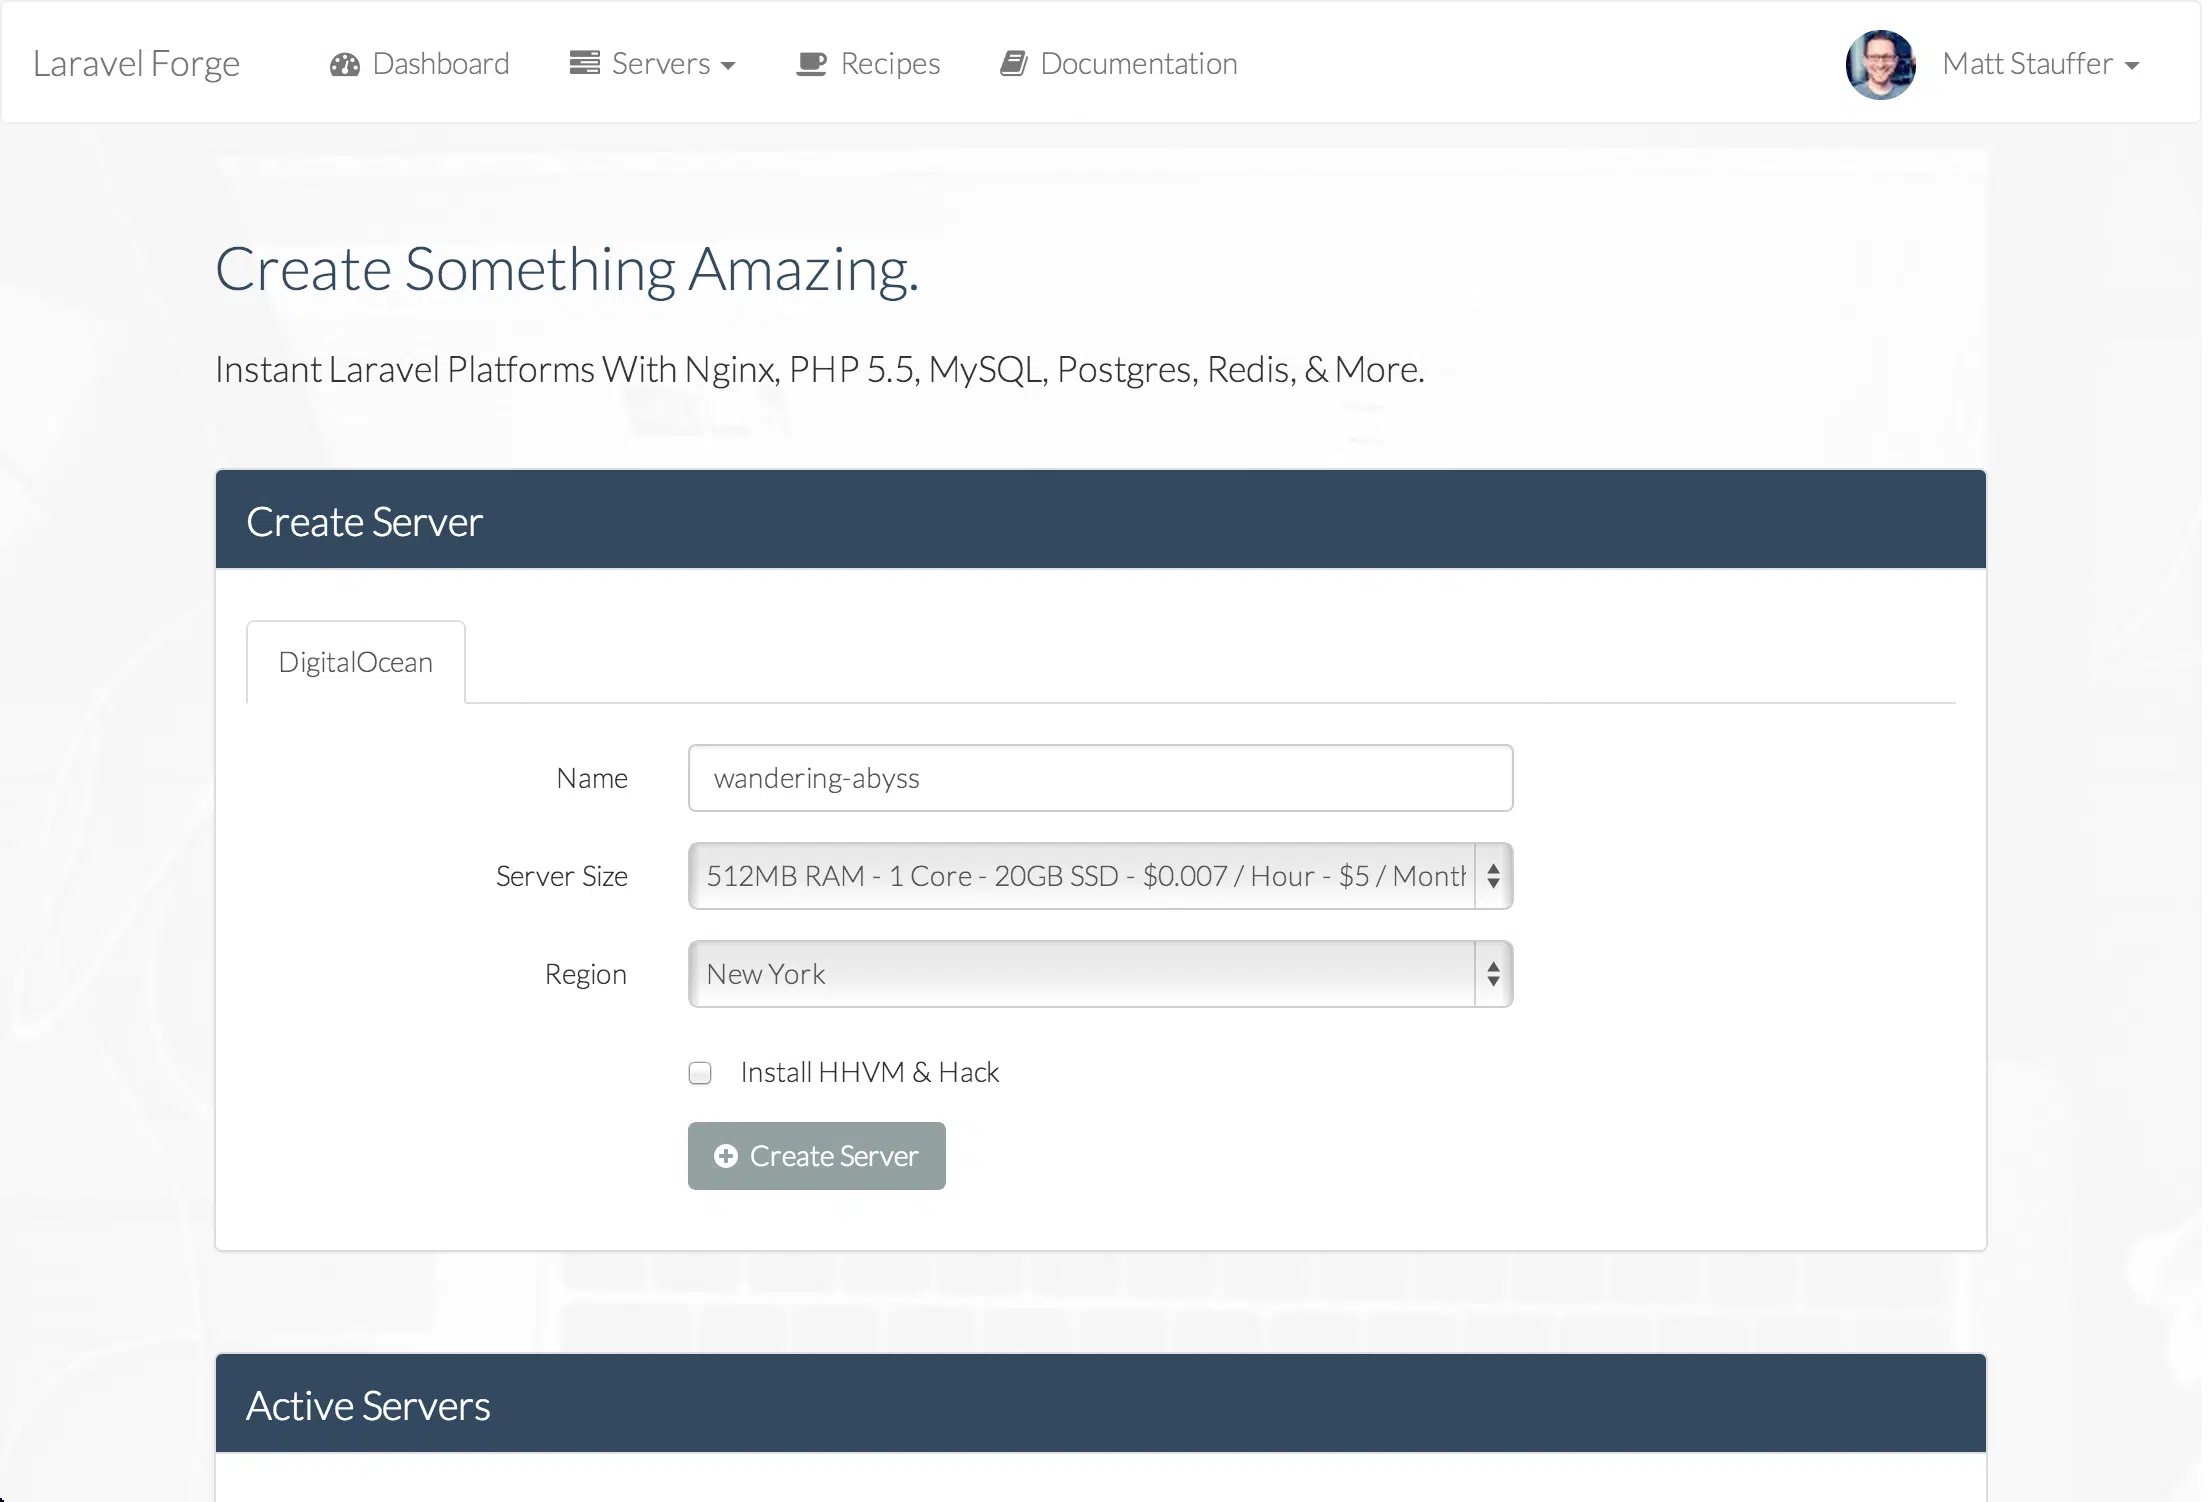 Laravel Forge Dashboard Servers Recipes Documentation Matt Stauffer
Create Something Amazing.
Instant Laravel Platforms With Nginx, PHP 5.5, MySQL, Postgres, Redis, & More.
Create Server
DigitalOcean
Name wandering-abyss
Server Size 512MB RAM - 1 Core - 20GB SSD - $0.007 / Hour - $5 / Month
Region New York
Install HHVM & Hack
Create Server
Active Servers